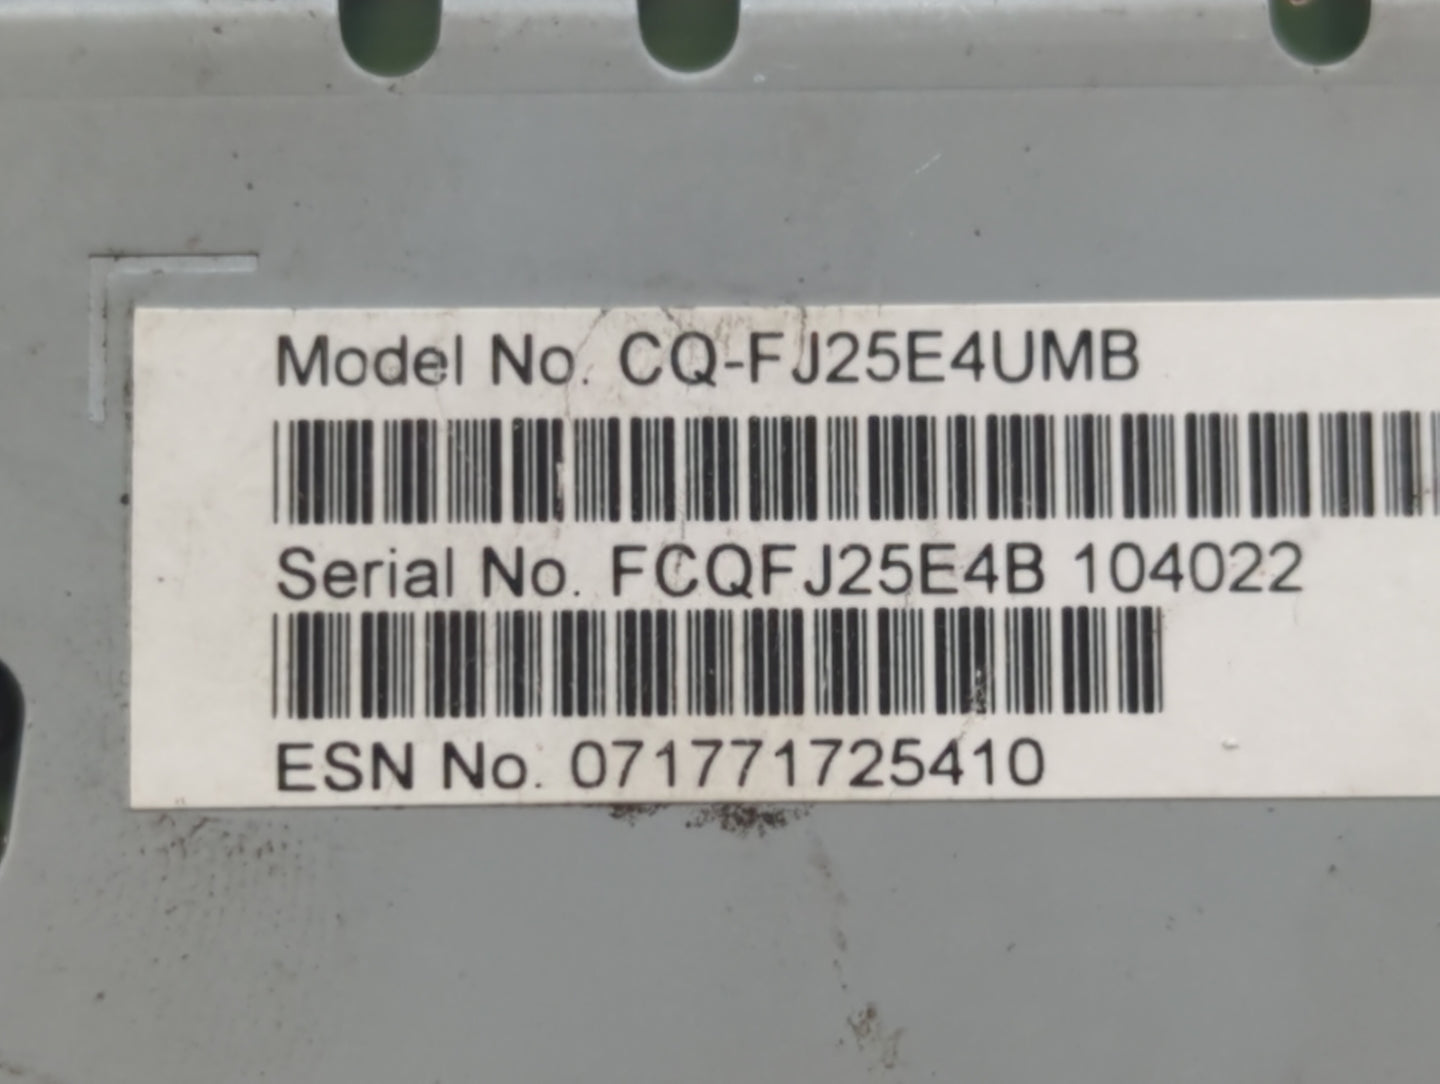 Model No. CQ-FJ25E4UMB
Serial No. FCQFJ25E4B 104022
ESN No. 071771725410